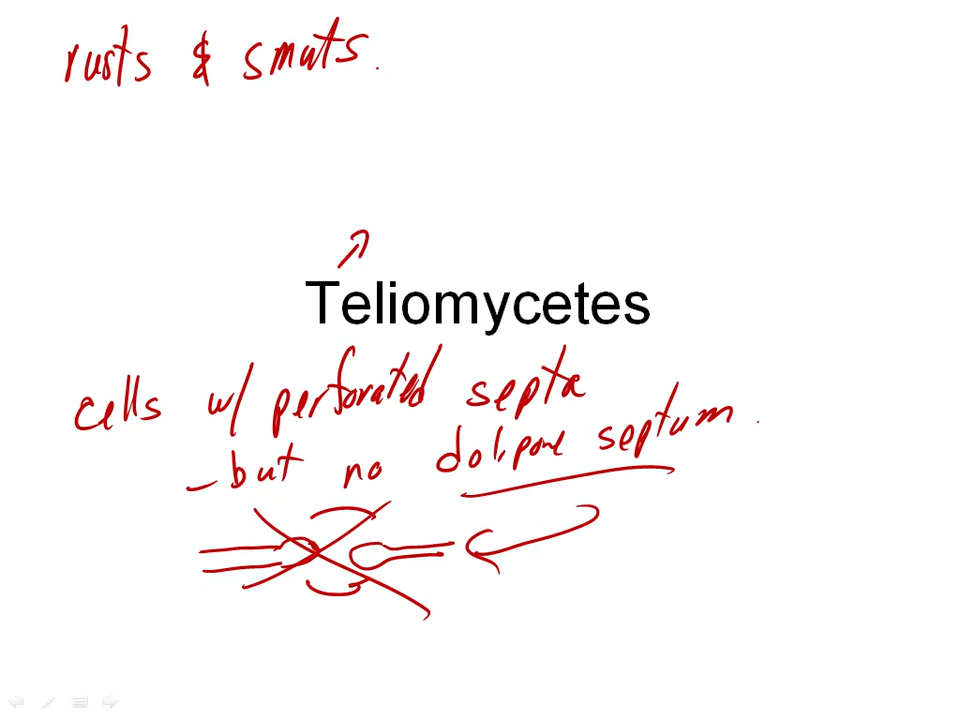 rusts & smuts.
Teliomycetes
cells w/ perforated septa
- but no dolipore septum.